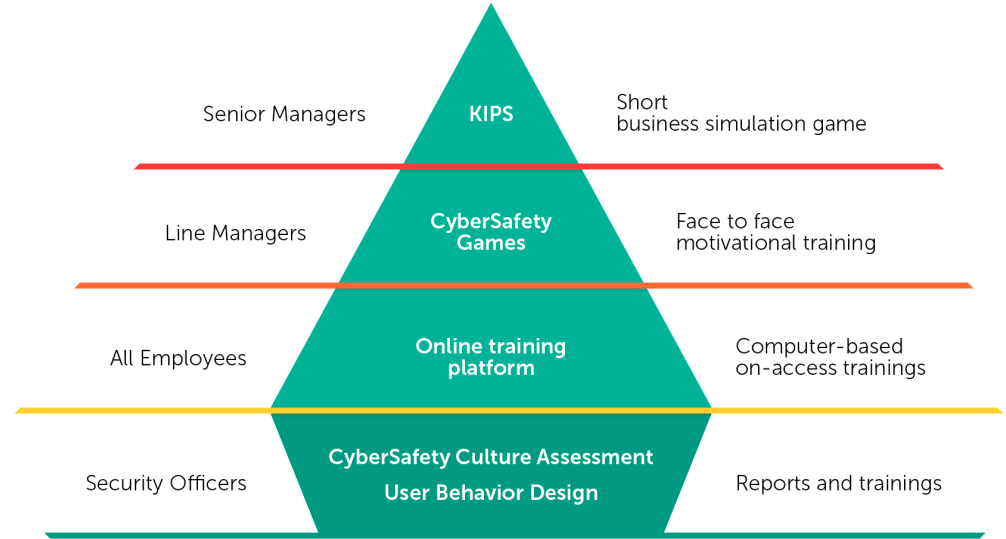 Senior Managers
KIPS
Short
business simulation game
Line Managers
CyberSafety
Games
Face to face
motivational training
All Employees
Online training
platform
Computer-based
on-access trainings
Security Officers
CyberSafety Culture Assessment
User Behavior Design
Reports and trainings